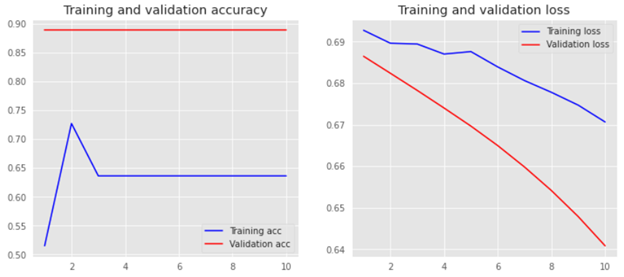 Training and validation accuracy
0.90
0.85
0.80
0.75
0.70
0.65
0.60
0.55
0.50
Training acc
Validation acc
2 4 6 8 10
Training and validation loss
0.69
0.68
0.67
0.66
0.65
0.64
Training loss
Validation loss
2 4 6 8 10